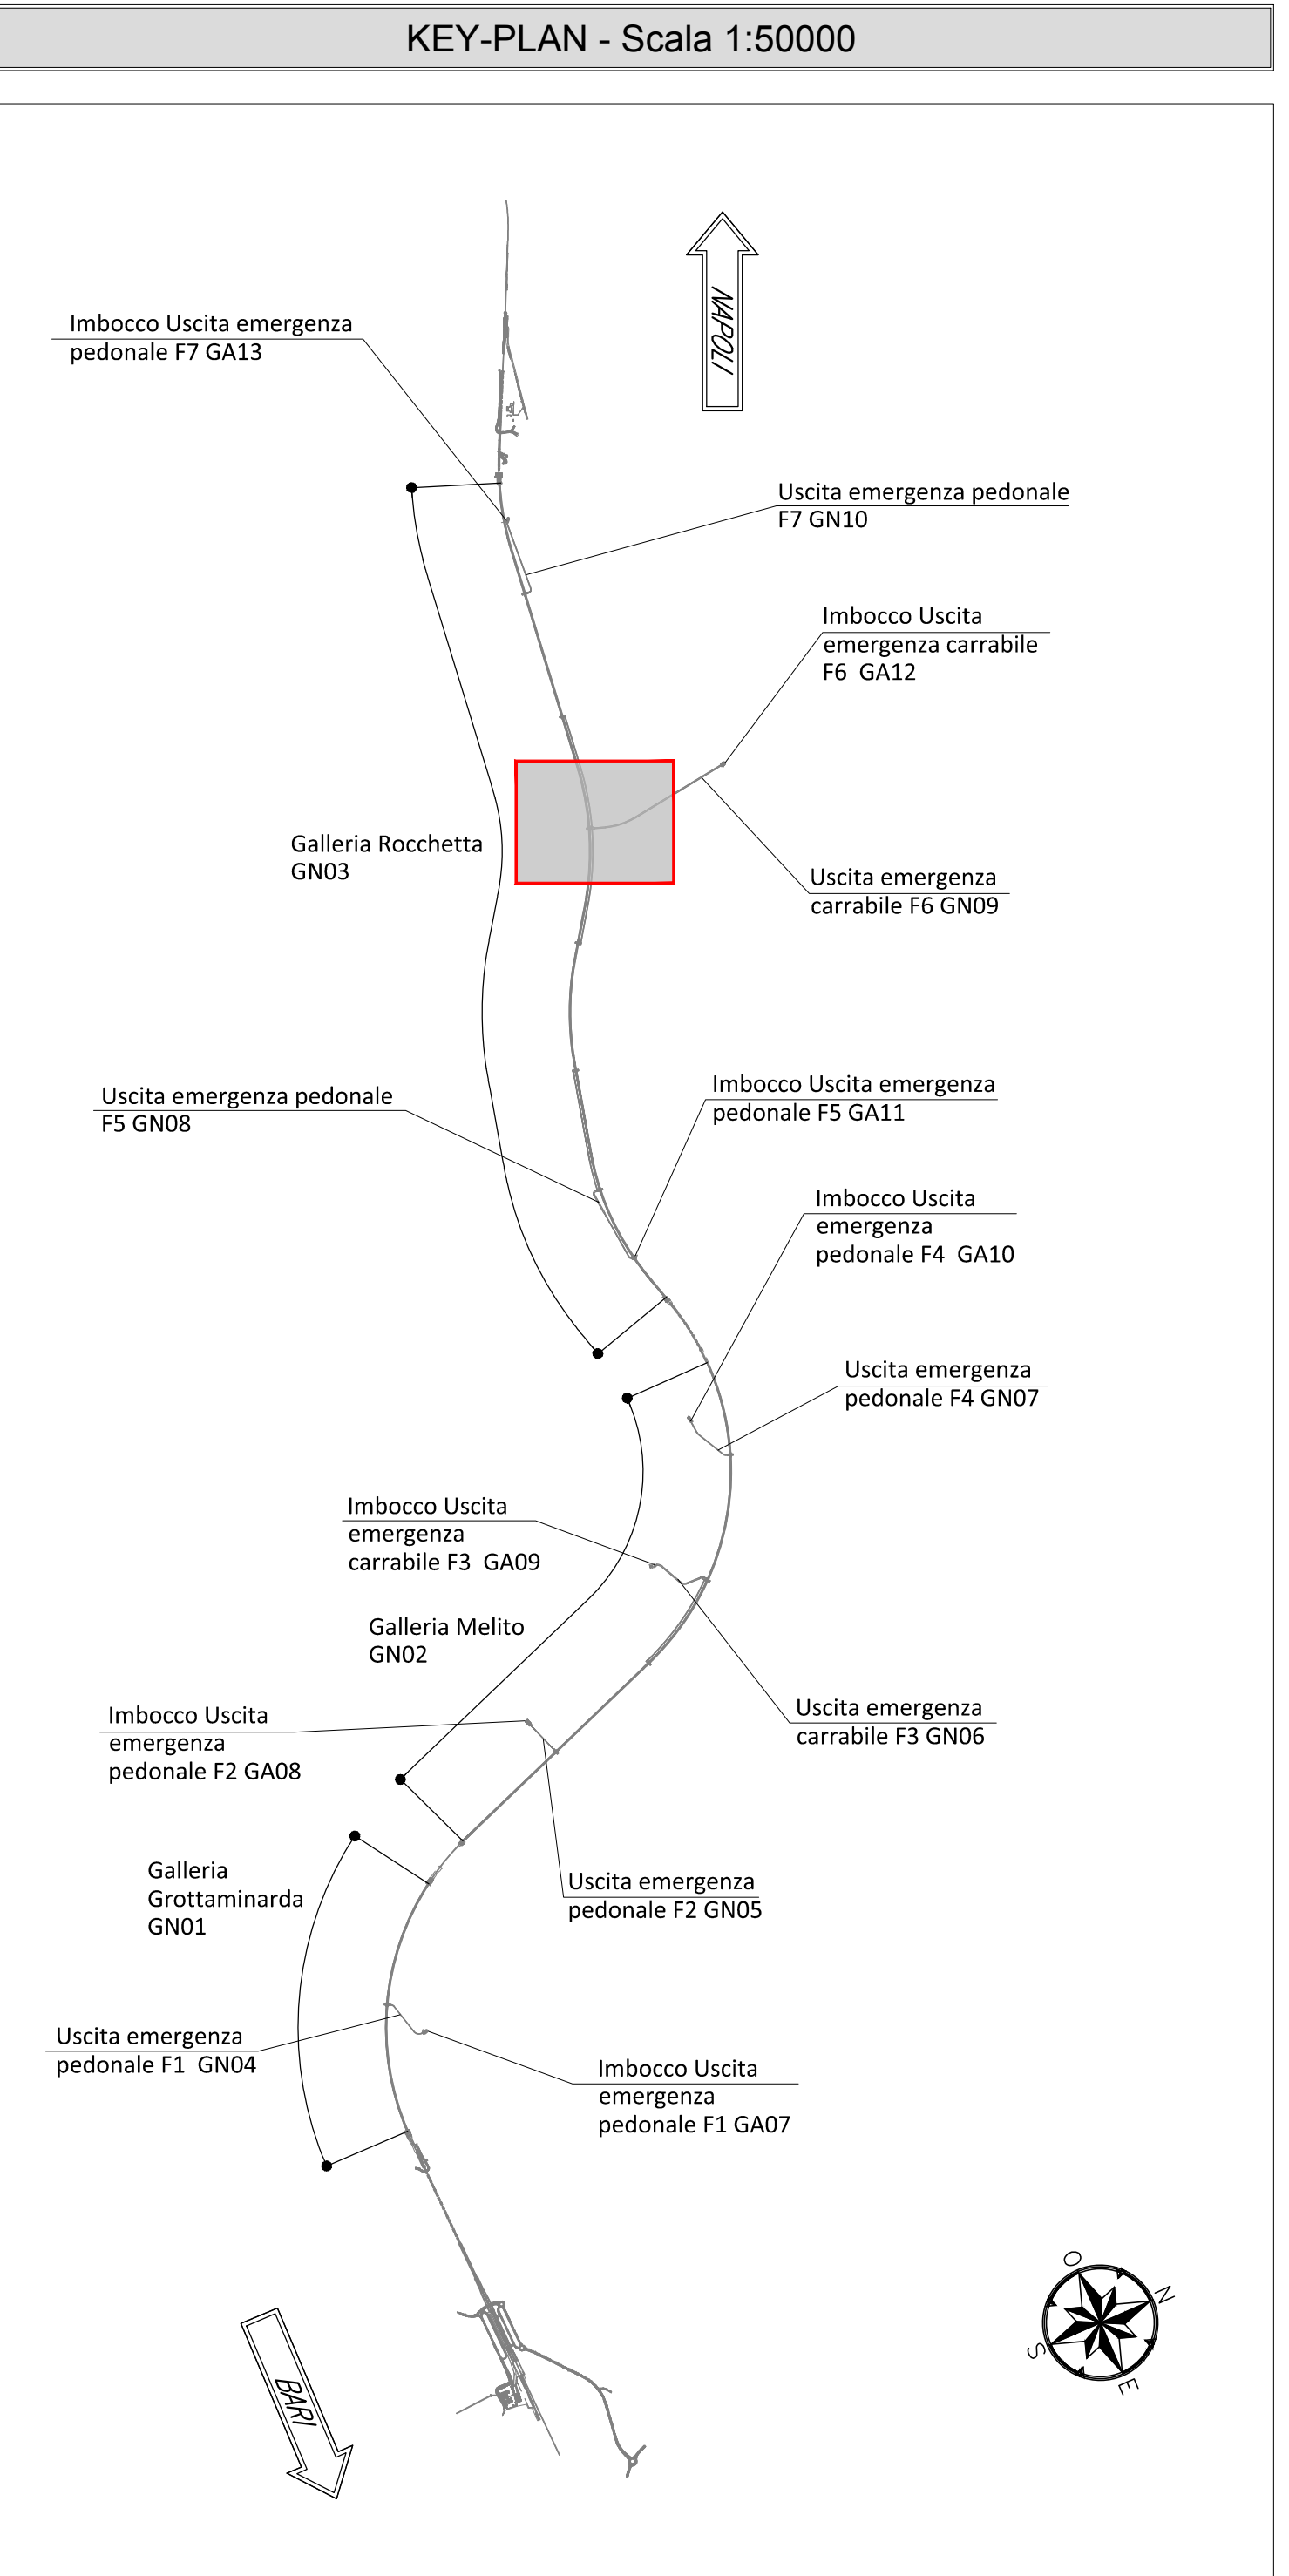 KEY-PLAN - Scala 1:50000
NAPOLI
Imbocco Uscita emergenza
pedonale F7 GA13
Uscita emergenza pedonale
F7 GN10
Imbocco Uscita
emergenza carrabile
F6 GA12
Galleria Rocchetta
GN03
Uscita emergenza
carrabile F6 GN09
Uscita emergenza pedonale
F5 GN08
Imbocco Uscita emergenza
pedonale F5 GA11
Imbocco Uscita
emergenza
pedonale F4 GA10
Uscita emergenza
pedonale F4 GN07
Imbocco Uscita
emergenza
carrabile F3 GA09
Galleria Melito
GN02
Imbocco Uscita
emergenza
pedonale F2 GA08
Uscita emergenza
carrabile F3 GN06
Galleria
Grottaminarda
GN01
Uscita emergenza
pedonale F2 GN05
Uscita emergenza
pedonale F1 GN04
Imbocco Uscita
emergenza
pedonale F1 GA07
O
N
S
E
BARI